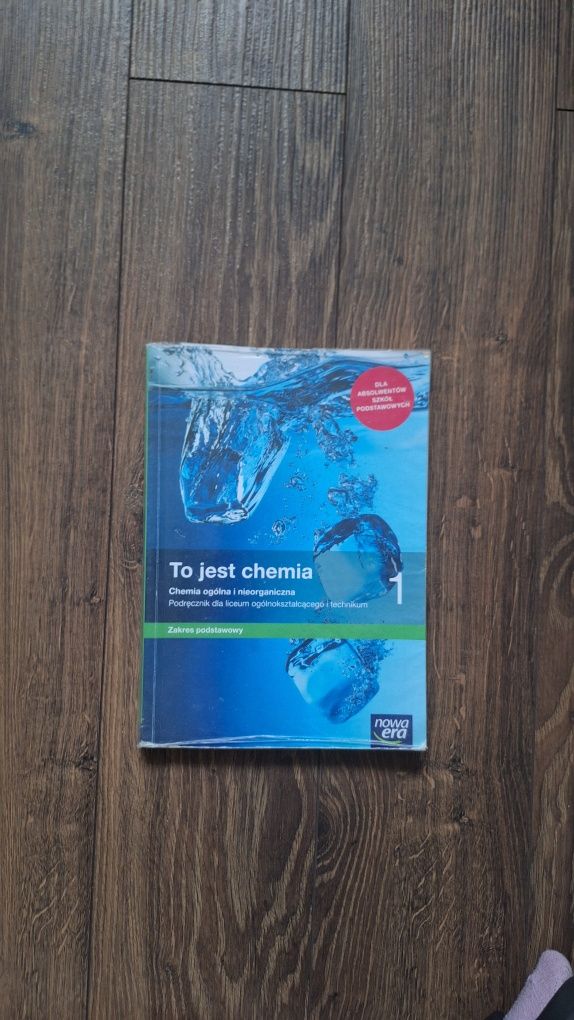 DLA
ABSOLWENTÓW
SZKÓŁ
PODSTAWOWYCH
To jest chemia
1
Chemia ogólna i nieorganiczna
Podręcznik dla liceum ogólnokształcącego i technikum
Zakres podstawowy
nowa
era